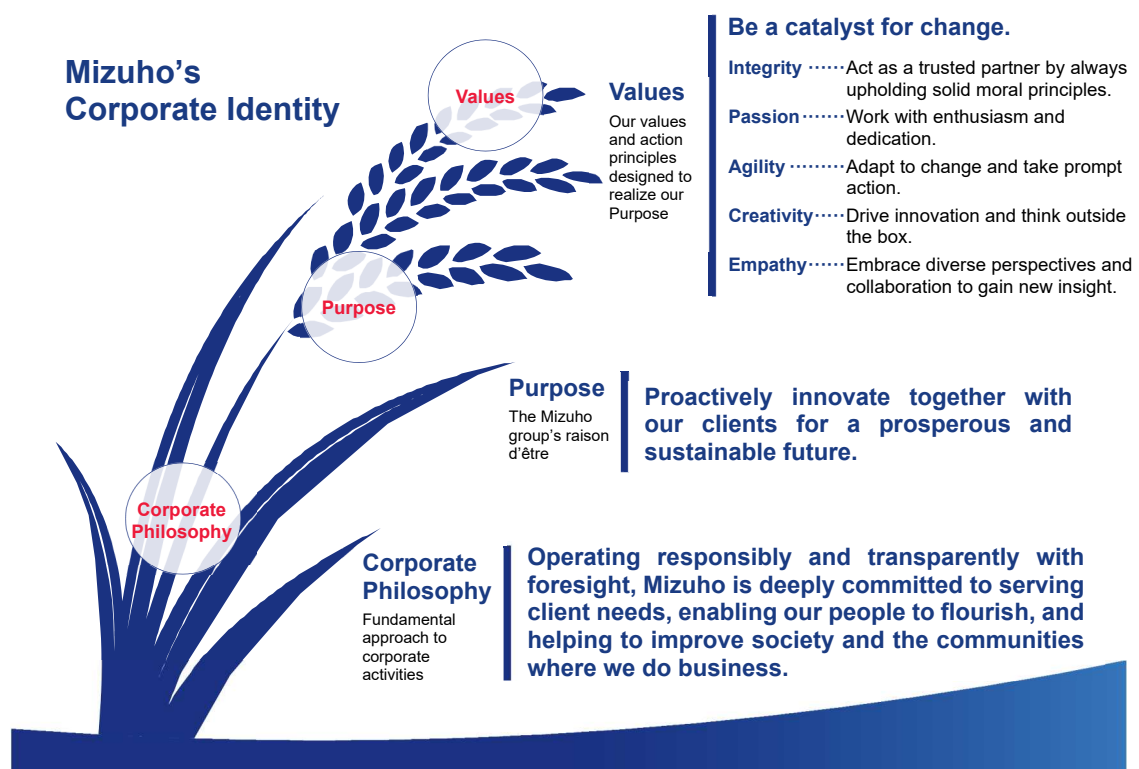 Mizuho's
Corporate Identity
Values
Purpose
Corporate
Philosophy
Values
Our values
and action
principles
designed to
realize our
Purpose
Be a catalyst for change.
Integrity ······Act as a trusted partner by always
upholding solid moral principles.
Passion ·······Work with enthusiasm and
dedication.
Agility ·········Adapt to change and take prompt
action.
Creativity·····Drive innovation and think outside
the box.
Empathy······Embrace diverse perspectives and
collaboration to gain new insight.
Purpose
The Mizuho
group's raison
d'être
Proactively innovate together with
our clients for a prosperous and
sustainable future.
Corporate
Philosophy
Fundamental
approach to
corporate
activities
Operating responsibly and transparently with
foresight, Mizuho is deeply committed to serving
client needs, enabling our people to flourish, and
helping to improve society and the communities
where we do business.